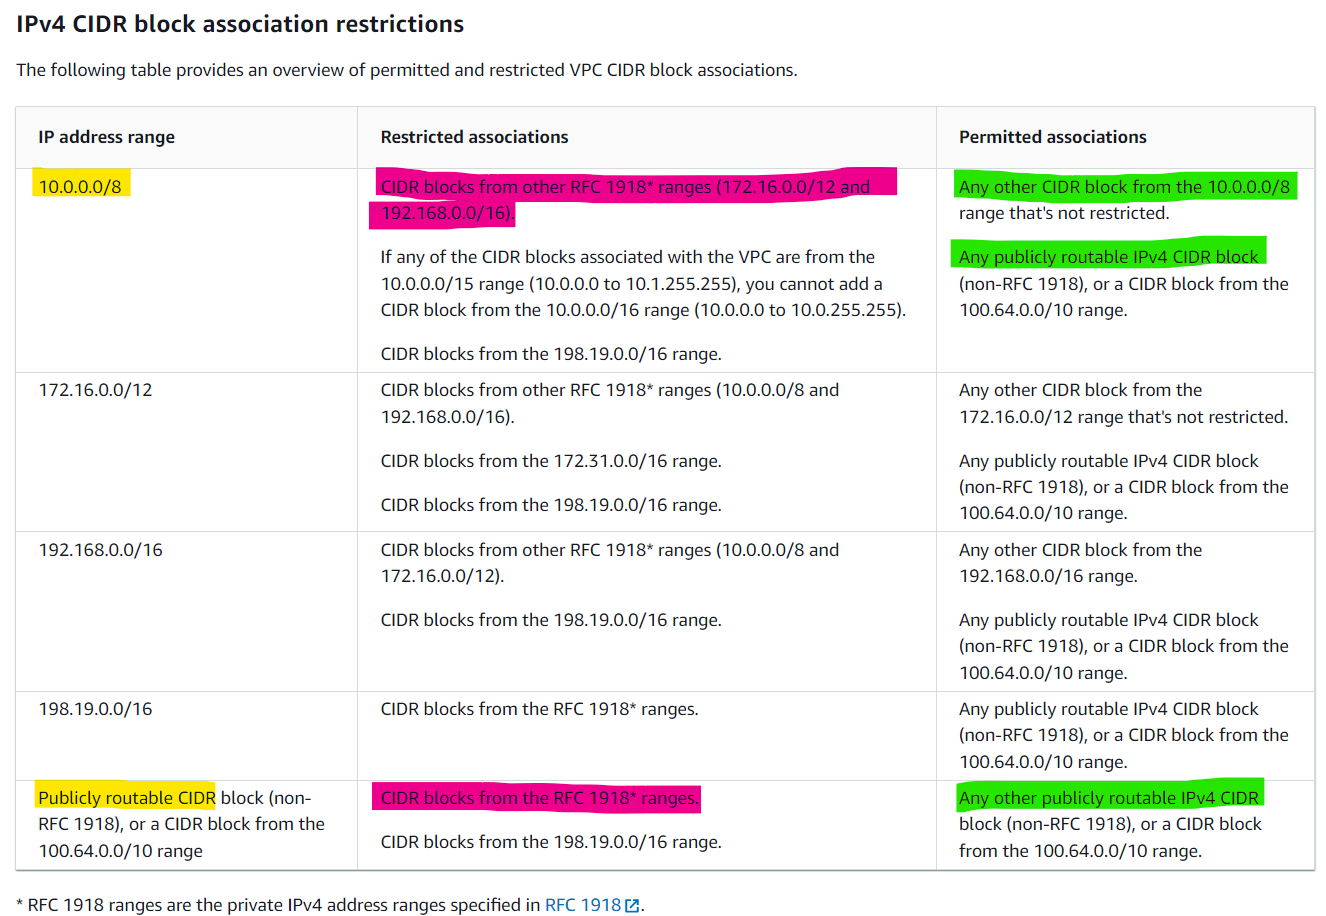 IPv4 CIDR block association restrictions
The following table provides an overview of permitted and restricted VPC CIDR block associations.
IP address range
Restricted associations
Permitted associations
10.0.0.0/8
CIDR blocks from other RFC 1918* ranges (172.16.0.0/12 and
192.168.0.0/16).
If any of the CIDR blocks associated with the VPC are from the
10.0.0.0/15 range (10.0.0.0 to 10.1.255.255), you cannot add a
CIDR block from the 10.0.0.0/16 range (10.0.0.0 to 10.0.255.255).
CIDR blocks from the 198.19.0.0/16 range.
Any other CIDR block from the 10.0.0.0/8
range that's not restricted.
Any publicly routable IPv4 CIDR block
(non-RFC 1918), or a CIDR block from the
100.64.0.0/10 range.
172.16.0.0/12
CIDR blocks from other RFC 1918* ranges (10.0.0.0/8 and
192.168.0.0/16).
CIDR blocks from the 172.31.0.0/16 range.
CIDR blocks from the 198.19.0.0/16 range.
Any other CIDR block from the
172.16.0.0/12 range that's not restricted.
Any publicly routable IPv4 CIDR block
(non-RFC 1918), or a CIDR block from the
100.64.0.0/10 range.
192.168.0.0/16
CIDR blocks from other RFC 1918* ranges (10.0.0.0/8 and
172.16.0.0/12).
CIDR blocks from the 198.19.0.0/16 range.
Any other CIDR block from the
192.168.0.0/16 range.
Any publicly routable IPv4 CIDR block
(non-RFC 1918), or a CIDR block from the
100.64.0.0/10 range.
198.19.0.0/16
CIDR blocks from the RFC 1918* ranges.
Any publicly routable IPv4 CIDR block
(non-RFC 1918), or a CIDR block from the
100.64.0.0/10 range.
Publicly routable CIDR block (non-
RFC 1918), or a CIDR block from the
100.64.0.0/10 range
CIDR blocks from the RFC 1918* ranges.
CIDR blocks from the 198.19.0.0/16 range.
Any other publicly routable IPv4 CIDR
block (non-RFC 1918), or a CIDR block
from the 100.64.0.0/10 range.
* RFC 1918 ranges are the private IPv4 address ranges specified in RFC 1918.